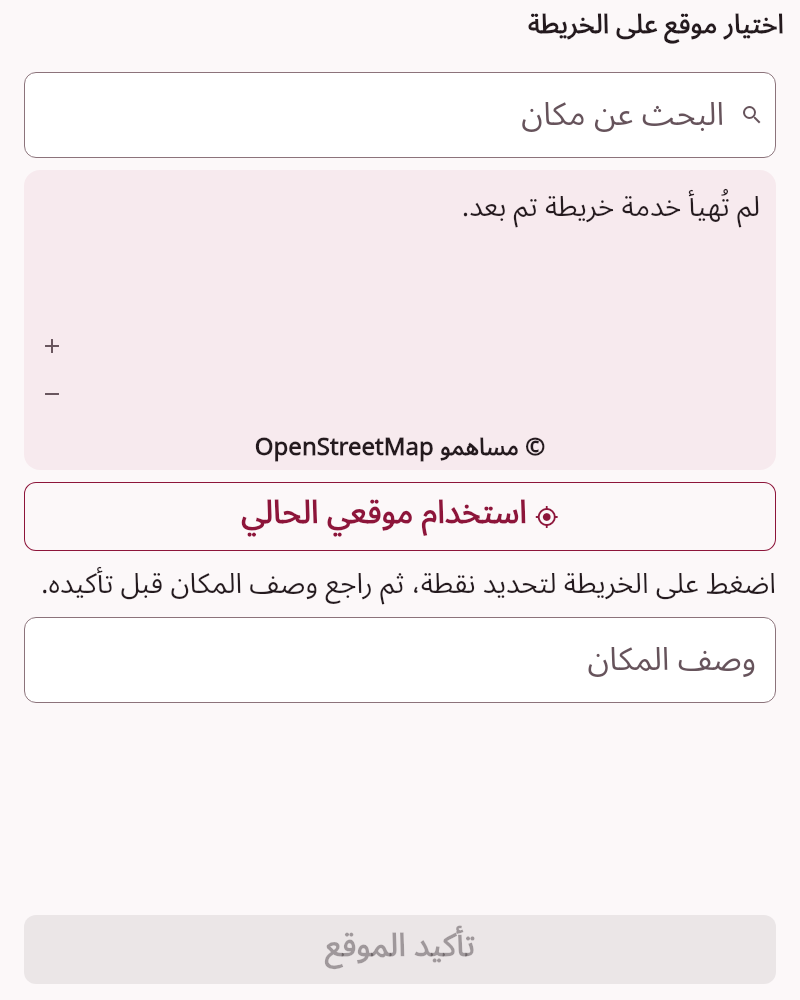 اختيار موقع على الخريطة
البحث عن مكان
لم تُهيأ خدمة خريطة تم بعد.
+
−
© مساهمو OpenStreetMap
استخدام موقعي الحالي
اضغط على الخريطة لتحديد نقطة، ثم راجع وصف المكان قبل تأكيده.
وصف المكان
تأكيد الموقع